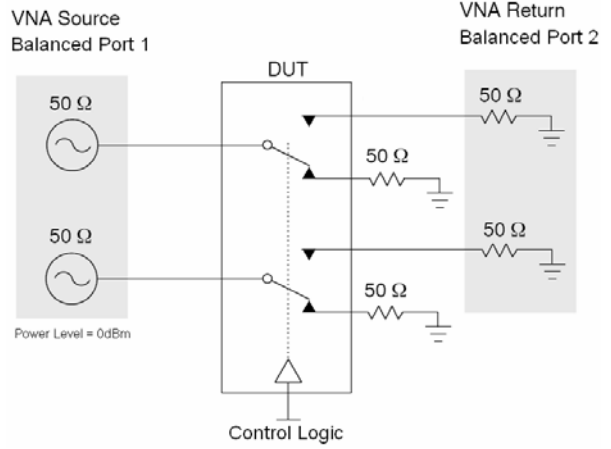 VNA Source
Balanced Port 1
VNA Return
Balanced Port 2
DUT
50 Ω
50 Ω
50 Ω
50 Ω
50 Ω
50 Ω
Power Level = 0dBm
Control Logic